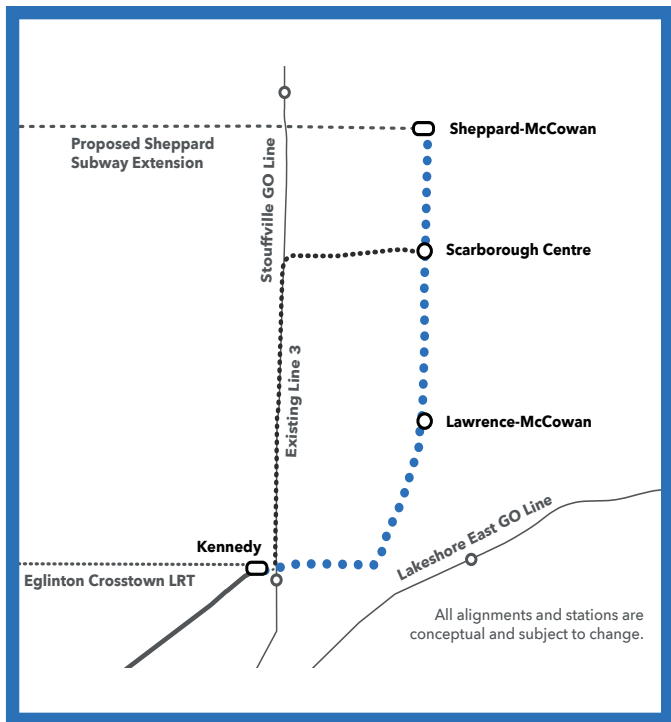 Sheppard-McCowan
Proposed Sheppard
Subway Extension
Stouffville GO Line
Scarborough Centre
Existing Line 3
Lawrence-McCowan
Kennedy
Lakeshore East GO Line
Eglinton Crosstown LRT
All alignments and stations are
conceptual and subject to change.